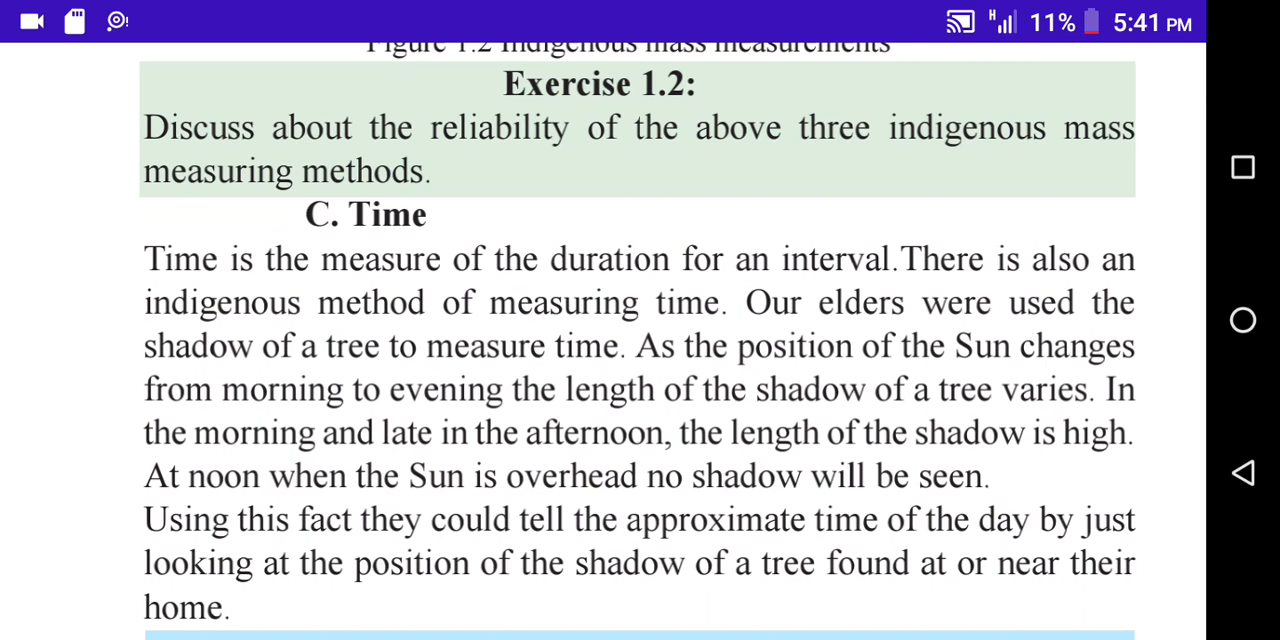 H 11% 5:41 PM
Figure 1.2 Indigenous mass measurements
Exercise 1.2:
Discuss about the reliability of the above three indigenous mass
measuring methods.
C. Time
Time is the measure of the duration for an interval.There is also an
indigenous method of measuring time. Our elders were used the
shadow of a tree to measure time. As the position of the Sun changes
from morning to evening the length of the shadow of a tree varies. In
the morning and late in the afternoon, the length of the shadow is high.
At noon when the Sun is overhead no shadow will be seen.
Using this fact they could tell the approximate time of the day by just
looking at the position of the shadow of a tree found at or near their
home.